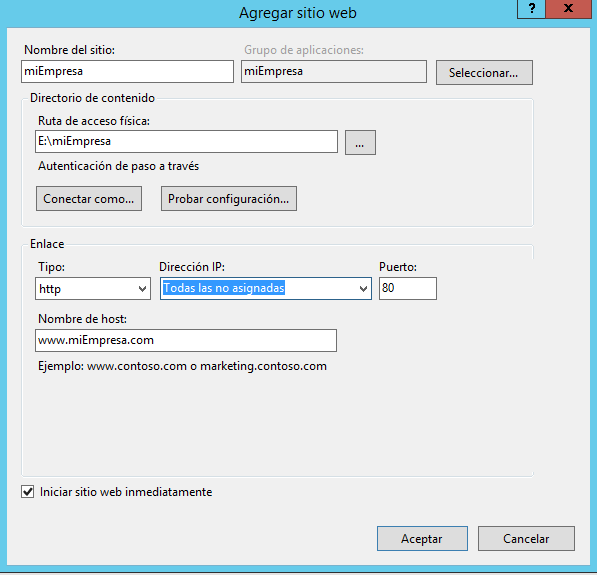 Agregar sitio web
?
x
Nombre del sitio:
Grupo de aplicaciones:
miEmpresa
miEmpresa
Seleccionar...
Directorio de contenido
Ruta de acceso física:
E:\miEmpresa
...
Autenticación de paso a través
Conectar como...
Probar configuración...
Enlace
Tipo:
Dirección IP:
Puerto:
http
Todas las no asignadas
80
Nombre de host:
www.miEmpresa.com
Ejemplo: www.contoso.com o marketing.contoso.com
Iniciar sitio web inmediatamente
Aceptar
Cancelar